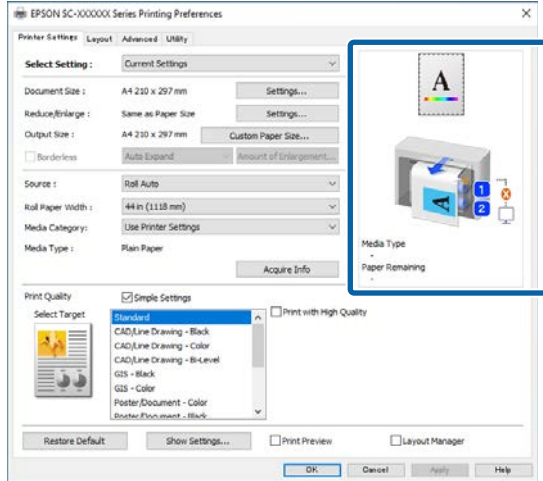 EPSON SC-XXXXXX Series Printing Preferences
Printer Settings Layout Advanced Utility
Select Setting : Current Settings
Document Size : A4 210 x 297 mm Settings...
Reduce/Enlarge : Same as Paper Size Settings...
Output Size : A4 210 x 297 mm Custom Paper Size...
Borderless Auto Expand Amount of Enlargement...
Source : Roll Auto
Roll Paper Width : 44 in (1118 mm)
Media Category: Use Printer Settings
Media Type : Plain Paper
Acquire Info
A
A
1
2
Media Type
-
Paper Remaining
-
Print Quality Simple Settings
Select Target
Standard
CAD/Line Drawing - Black
CAD/Line Drawing - Color
CAD/Line Drawing - Bi-Level
GIS - Black
GIS - Color
Poster/Document - Color
Poster/Document - Black
Print with High Quality
Restore Default Show Settings... Print Preview Layout Manager
OK Cancel Apply Help